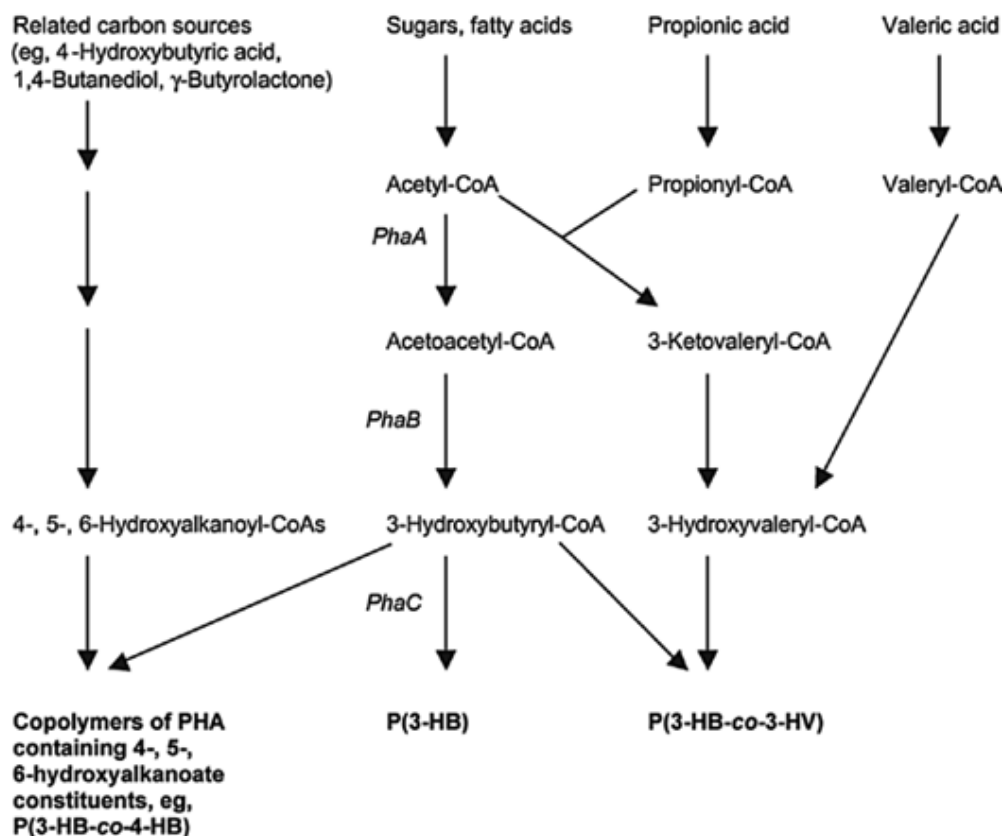 Related carbon sources
(eg, 4-Hydroxybutyric acid,
1,4-Butanediol, γ-Butyrolactone)
Sugars, fatty acids
Propionic acid
Valeric acid
Acetyl-CoA
Propionyl-CoA
Valeryl-CoA
PhaA
Acetoacetyl-CoA
3-Ketovaleryl-CoA
PhaB
4-, 5-, 6-Hydroxyalkanoyl-CoAs
3-Hydroxybutyryl-CoA
3-Hydroxyvaleryl-CoA
PhaC
Copolymers of PHA
containing 4-, 5-,
6-hydroxyalkanoate
constituents, eg,
P(3-HB-co-4-HB)
P(3-HB)
P(3-HB-co-3-HV)